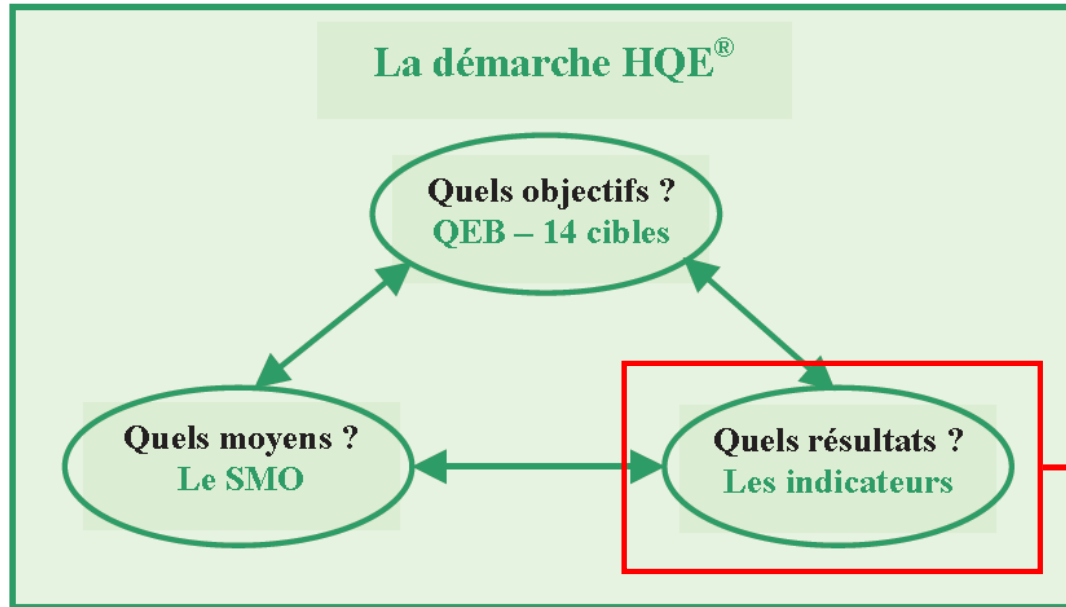 La démarche HQE®
Quels objectifs ?
QEB – 14 cibles
Quels moyens ?
Le SMO
Quels résultats ?
Les indicateurs